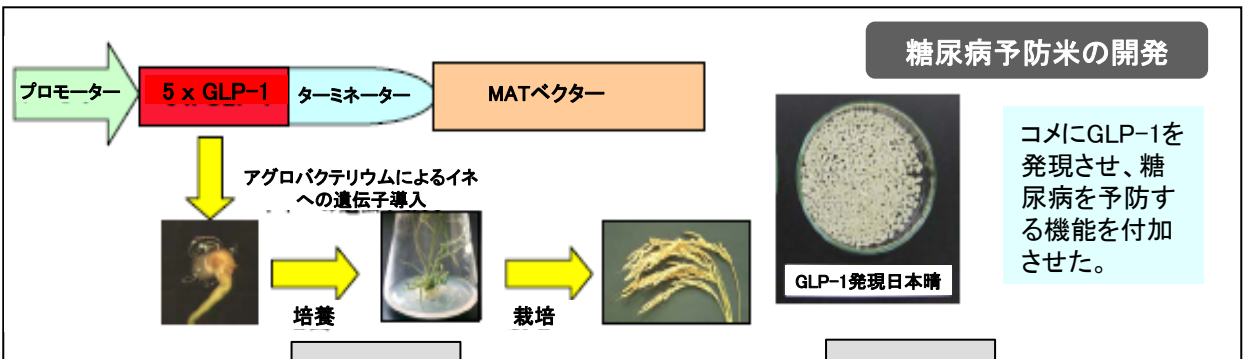 糖尿病予防米の開発
プロモーター
5 x GLP-1
ターミネーター
MATベクター
コメにGLP-1を
発現させ、糖
尿病を予防す
る機能を付加
させた。
アグロバクテリウムによるイネ
への遺伝子導入
GLP-1発現日本晴
培養
栽培